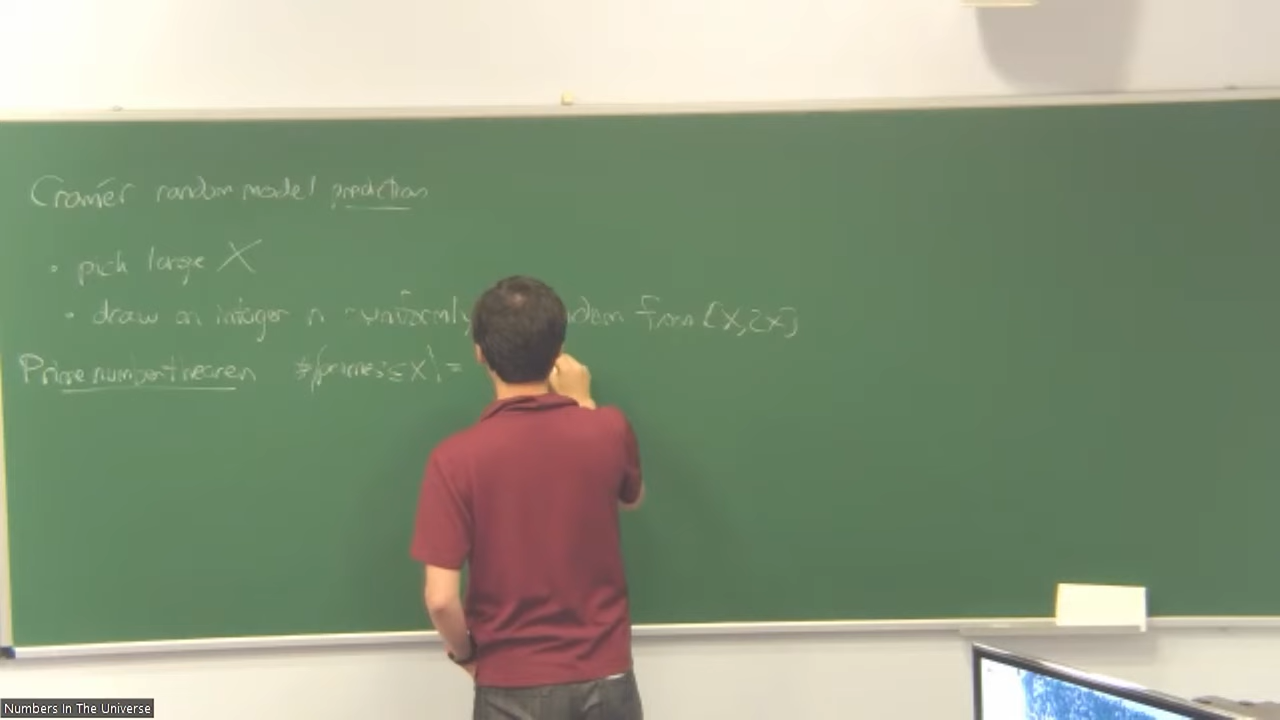 Cramér random model prediction
• pick large X
• draw an integer n uniformly random from [X,2X]
Prime number theorem #{primes ≤ X} =
Numbers In The Universe